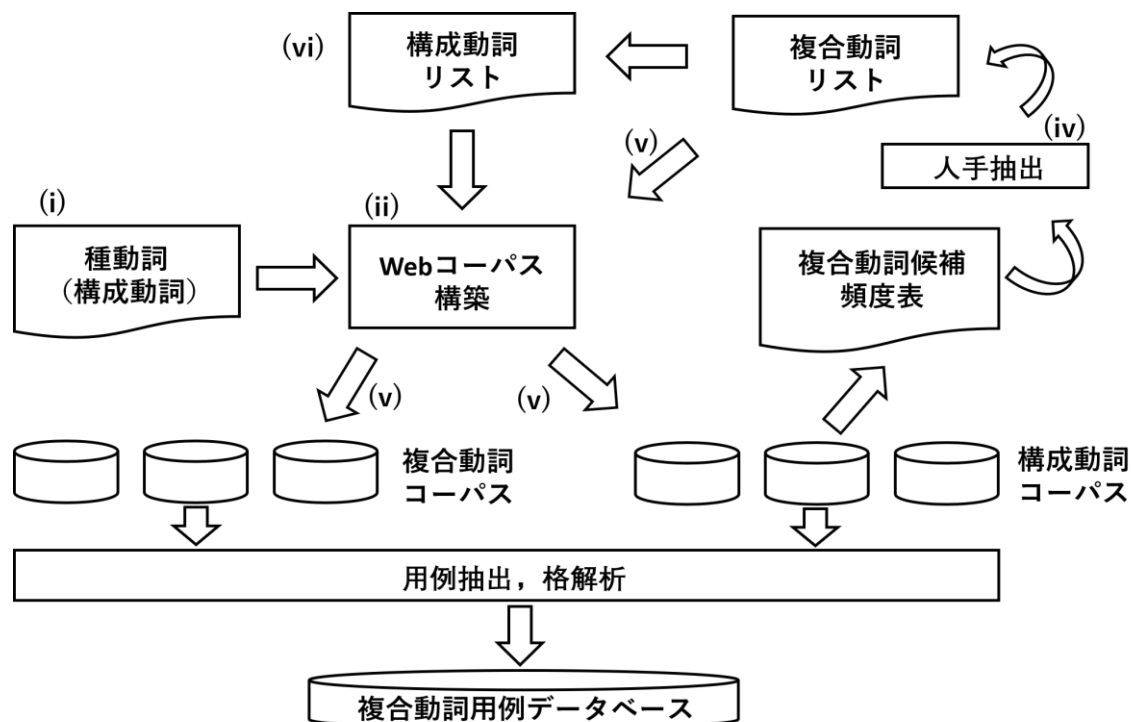 (vi)
構成動詞
リスト
複合動詞
リスト
(v)
(iv)
人手抽出
(i)
種動詞
（構成動詞）
(ii)
Webコーパス
構築
複合動詞候補
頻度表
(v)
(v)
複合動詞
コーパス
構成動詞
コーパス
用例抽出，格解析
複合動詞用例データベース